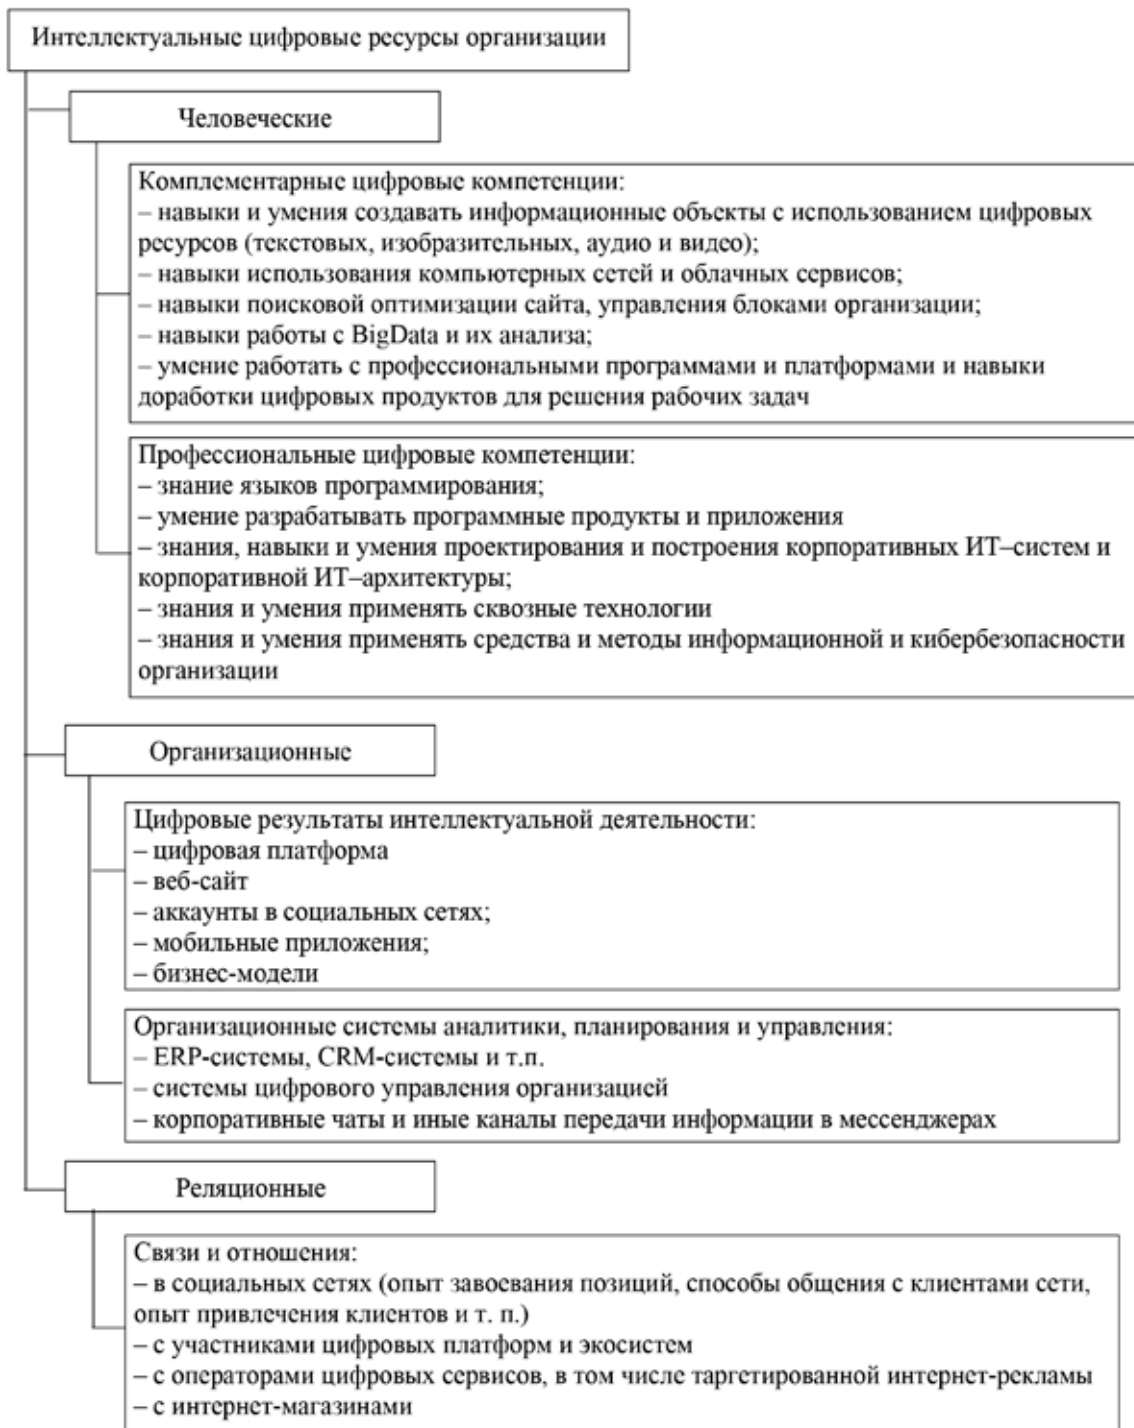 Интеллектуальные цифровые ресурсы организации
Человеческие
Комплементарные цифровые компетенции:
– навыки и умения создавать информационные объекты с использованием цифровых
ресурсов (текстовых, изобразительных, аудио и видео);
– навыки использования компьютерных сетей и облачных сервисов;
– навыки поисковой оптимизации сайта, управления блоками организации;
– навыки работы с BigData и их анализа;
– умение работать с профессиональными программами и платформами и навыки
доработки цифровых продуктов для решения рабочих задач
Профессиональные цифровые компетенции:
– знание языков программирования;
– умение разрабатывать программные продукты и приложения
– знания, навыки и умения проектирования и построения корпоративных ИТ–систем и
корпоративной ИТ–архитектуры;
– знания и умения применять сквозные технологии
– знания и умения применять средства и методы информационной и кибербезопасности
организации
Организационные
Цифровые результаты интеллектуальной деятельности:
– цифровая платформа
– веб-сайт
– аккаунты в социальных сетях;
– мобильные приложения;
– бизнес-модели
Организационные системы аналитики, планирования и управления:
– ERP-системы, CRM-системы и т.п.
– системы цифрового управления организацией
– корпоративные чаты и иные каналы передачи информации в мессенджерах
Реляционные
Связи и отношения:
– в социальных сетях (опыт завоевания позиций, способы общения с клиентами сети,
опыт привлечения клиентов и т. п.)
– с участниками цифровых платформ и экосистем
– с операторами цифровых сервисов, в том числе таргетированной интернет-рекламы
– с интернет-магазинами